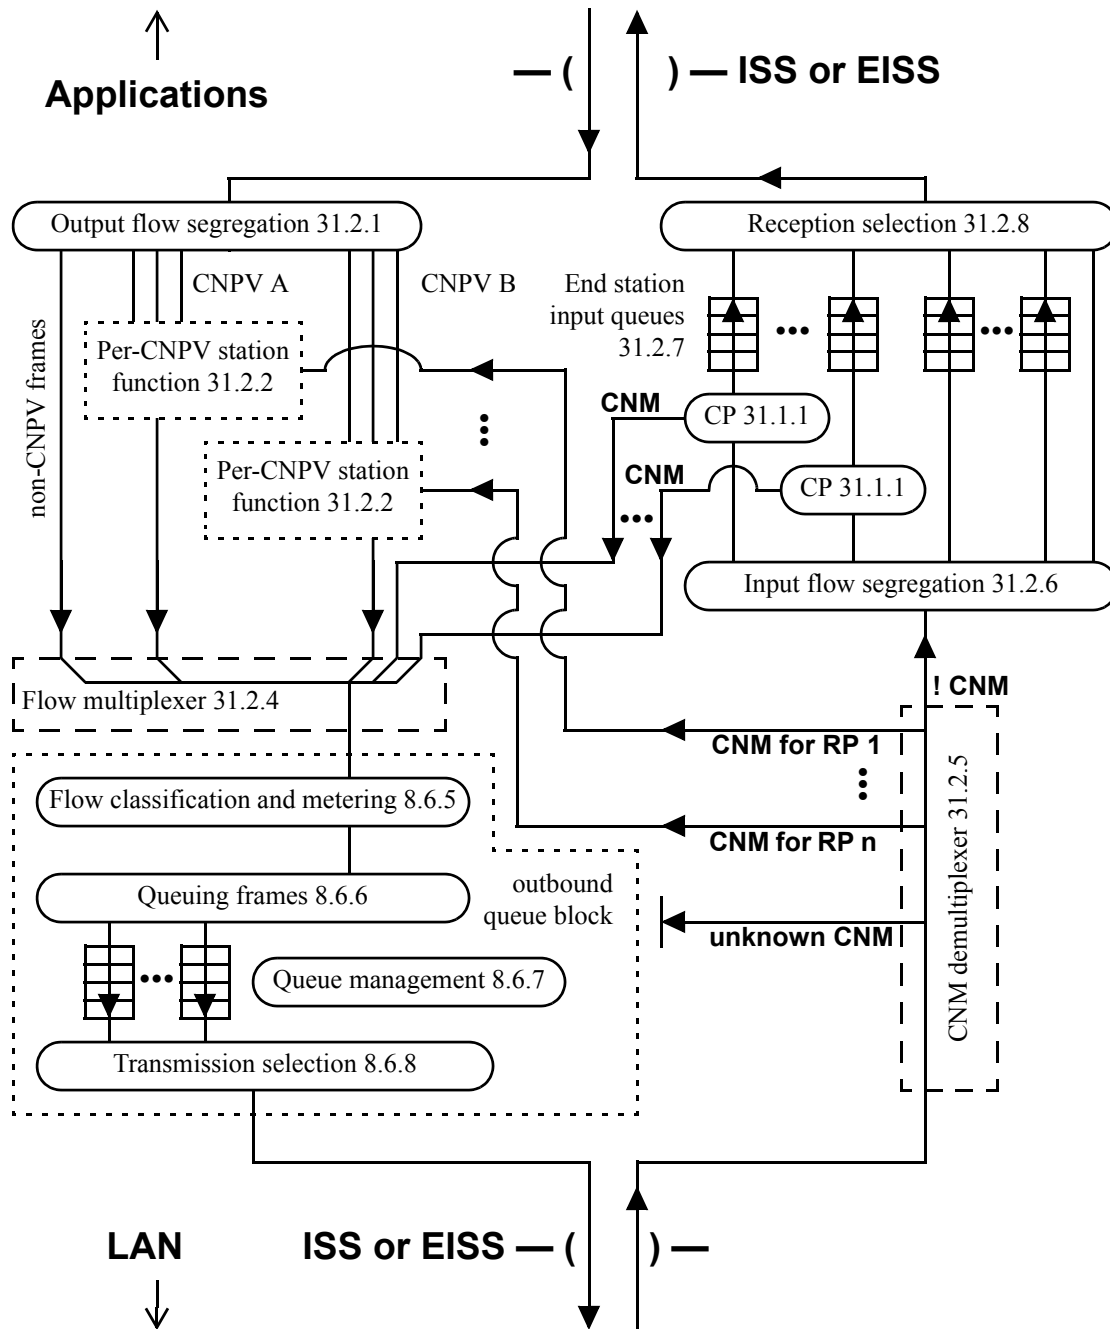 Applications
— ( ) — ISS or EISS
Output flow segregation 31.2.1
Reception selection 31.2.8
non-CNPV frames
CNPV A
CNPV B
End station
input queues
31.2.7
•••
•••
Per-CNPV station
function 31.2.2
•••
CNM
CP 31.1.1
Per-CNPV station
function 31.2.2
CNM
CP 31.1.1
•••
Input flow segregation 31.2.6
Flow multiplexer 31.2.4
! CNM
CNM for RP 1
•••
CNM for RP n
unknown CNM
CNM demultiplexer 31.2.5
Flow classification and metering 8.6.5
Queuing frames 8.6.6
outbound
queue block
•••
Queue management 8.6.7
Transmission selection 8.6.8
LAN
ISS or EISS — ( ) —